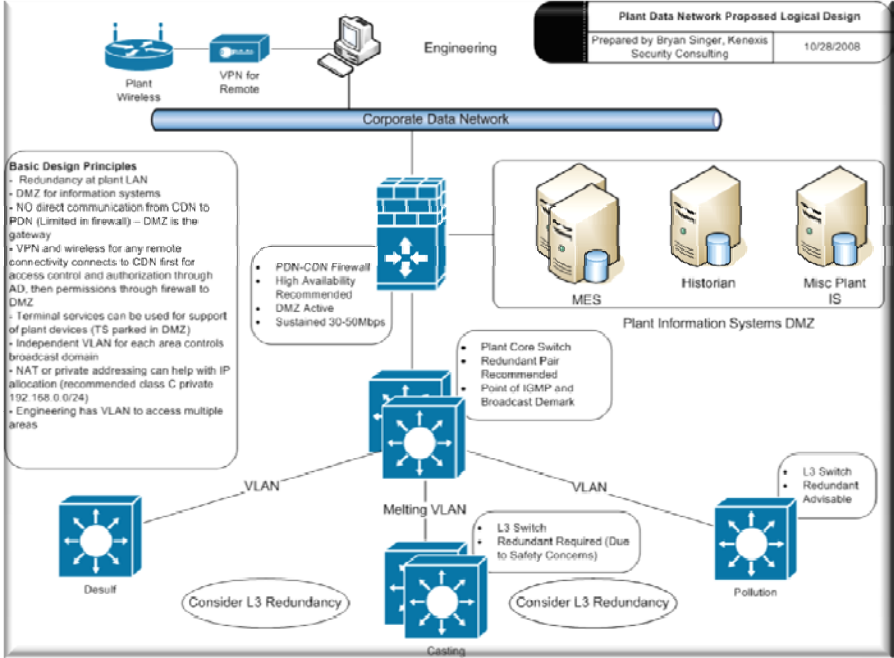 Plant Data Network Proposed Logical Design
Prepared by Bryan Singer, Kenexis
Security Consulting
10/28/2008
Engineering
Plant
Wireless
VPN for
Remote
Corporate Data Network
Basic Design Principles
- Redundancy at plant LAN
- DMZ for information systems
- NO direct communication from CDN to
PDN (Limited in firewall) – DMZ is the
gateway
- VPN and wireless for any remote
connectivity connects to CDN first for
access control and authorization through
AD, then permissions through firewall to
DMZ
- Terminal services can be used for support
of plant devices (TS parked in DMZ)
- Independent VLAN for each area controls
broadcast domain
- NAT or private addressing can help with IP
allocation (recommended class C private
192.168.0.0/24)
- Engineering has VLAN to access multiple
areas
• PDN-CDN Firewall
• High Availability
Recommended
• DMZ Active
• Sustained 30-50Mbps
MES
Historian
Misc Plant
IS
Plant Information Systems DMZ
• Plant Core Switch
• Redundant Pair
Recommended
• Point of IGMP and
Broadcast Demark
VLAN
Melting VLAN
VLAN
• L3 Switch
• Redundant
Advisable
• L3 Switch
• Redundant Required (Due
to Safety Concerns)
Desulf
Pollution
Consider L3 Redundancy
Consider L3 Redundancy
Casting